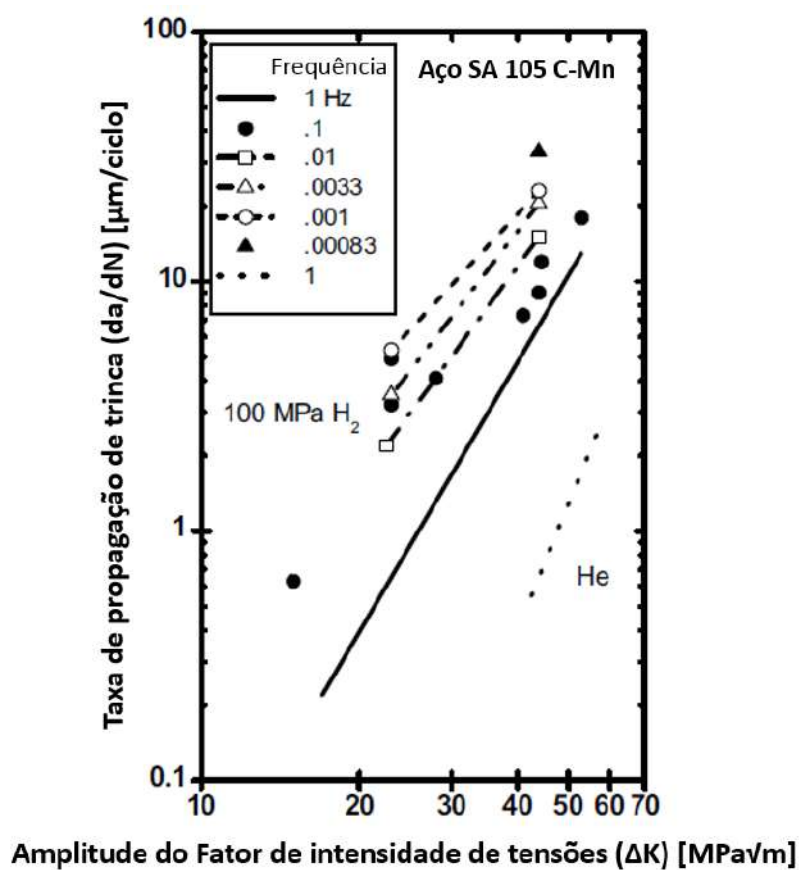 100
Frequência
Aço SA 105 C-Mn
1 Hz
.1
.01
.0033
.001
.00083
1
10
100 MPa H₂
1
He
0.1
10 20 30 40 50 60 70
Taxa de propagação de trinca (da/dN) [µm/ciclo]
Amplitude do Fator de intensidade de tensões (ΔK) [MPa√m]